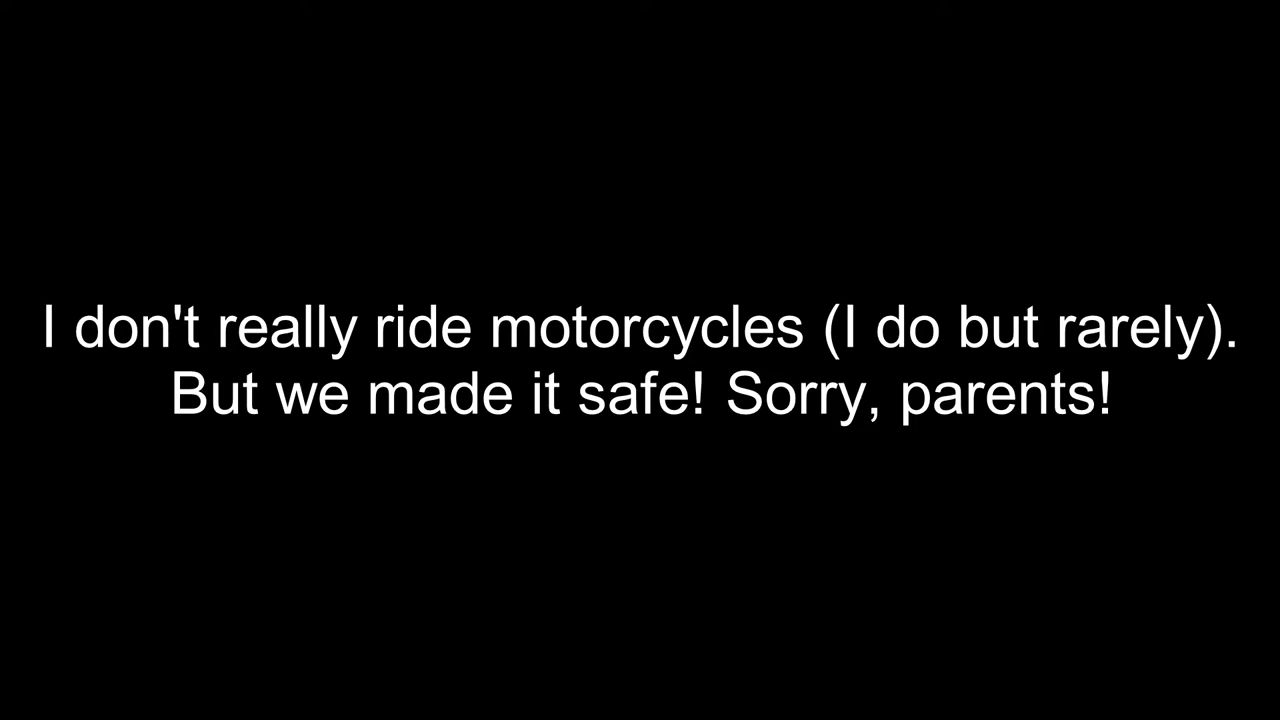 I don't really ride motorcycles (I do but rarely).
But we made it safe! Sorry, parents!